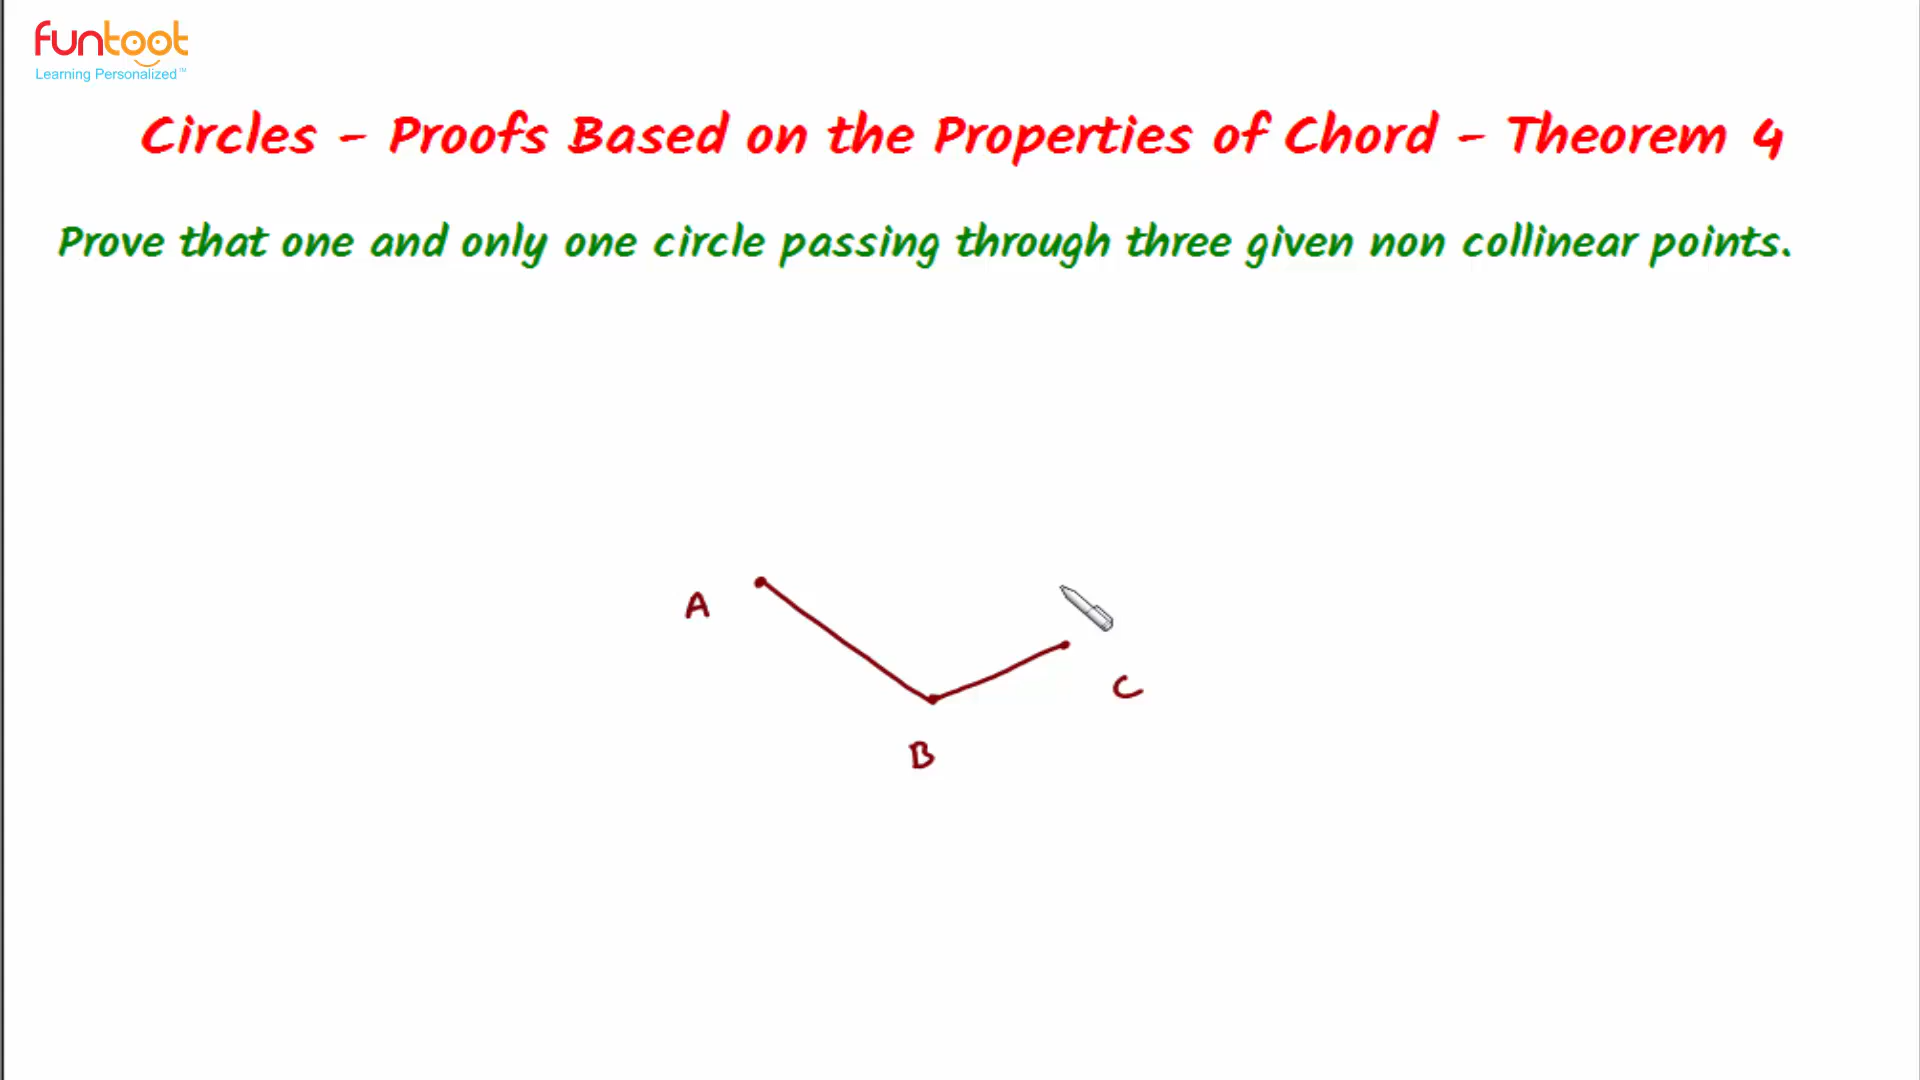 funtoot
Learning Personalized™
Circles - Proofs Based on the Properties of Chord - Theorem 4
Prove that one and only one circle passing through three given non collinear points.
A
C
B